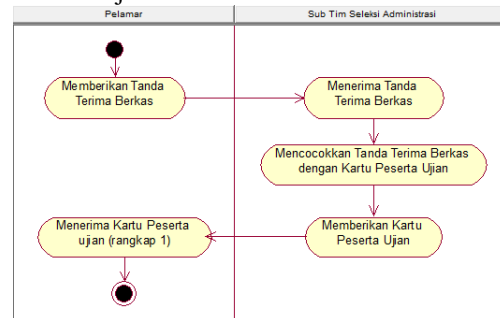 Pelamar
Sub Tim Seleksi Administrasi
Memberikan Tanda
Terima Berkas
Menerima Tanda
Terima Berkas
Mencocokkan Tanda Terima Berkas
dengan Kartu Peserta Ujian
Memberikan Kartu
Peserta Ujian
Menerima Kartu Peserta
ujian (rangkap 1)